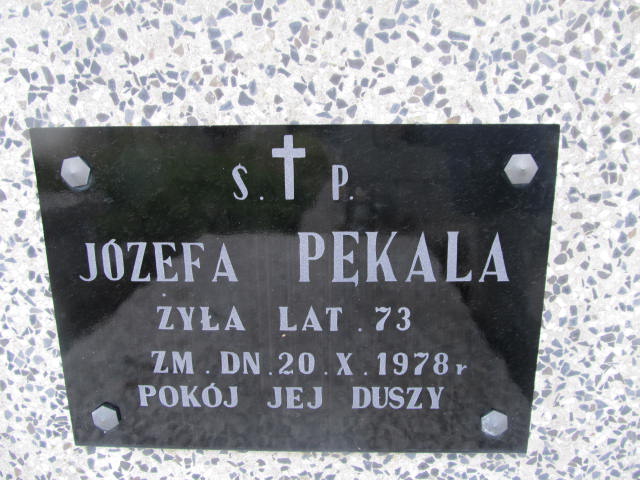 Ś. P.
JÓZEFA PĘKALA
ŻYŁA LAT. 73
ZM. DN. 20. X. 1978 r
POKÓJ JEJ DUSZY